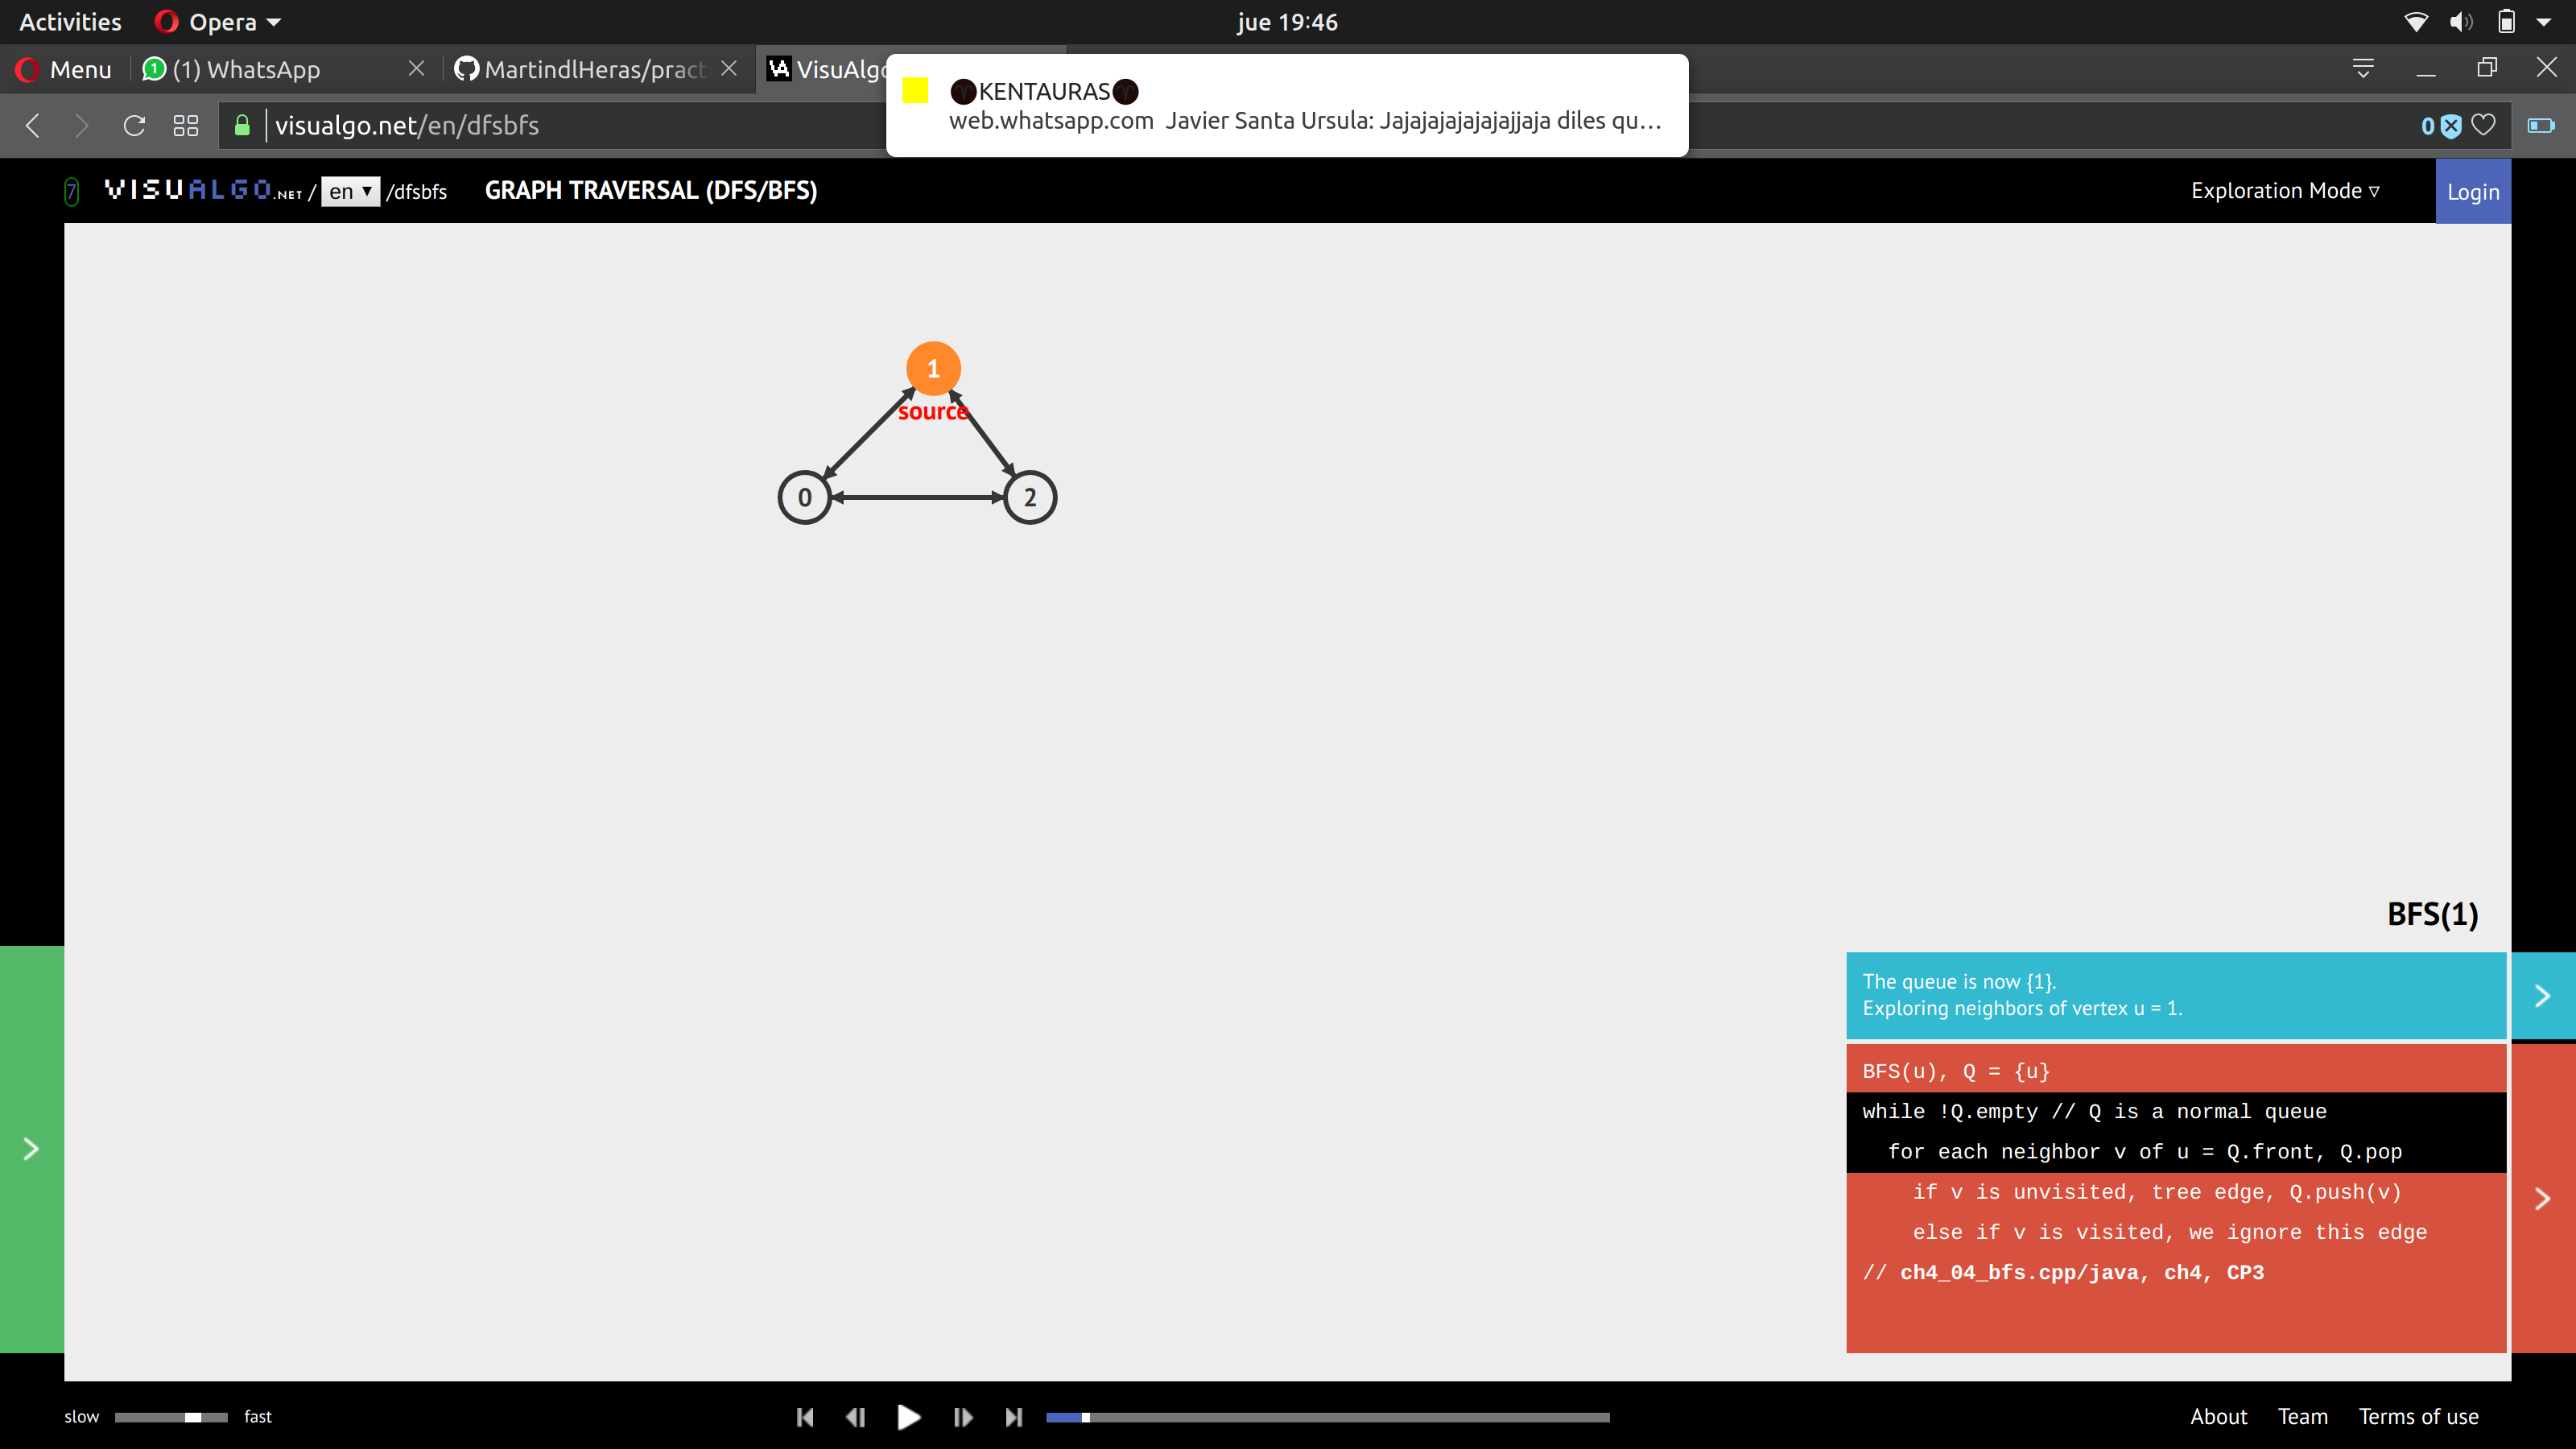 Activities Opera jue 19:46
Menu (1) WhatsApp MartindlHeras/pract VisuAlgo
KENTAURAS
web.whatsapp.com Javier Santa Ursula: Jajajajajajajajjaja diles qu…
visualgo.net/en/dfsbfs 0
7 VISUALGO.NET / en /dfsbfs GRAPH TRAVERSAL (DFS/BFS) Exploration Mode Login
1
source
0 2
BFS(1)
The queue is now {1}.
Exploring neighbors of vertex u = 1.
BFS(u), Q = {u}
while !Q.empty // Q is a normal queue
for each neighbor v of u = Q.front, Q.pop
if v is unvisited, tree edge, Q.push(v)
else if v is visited, we ignore this edge
// ch4_04_bfs.cpp/java, ch4, CP3
slow fast About Team Terms of use